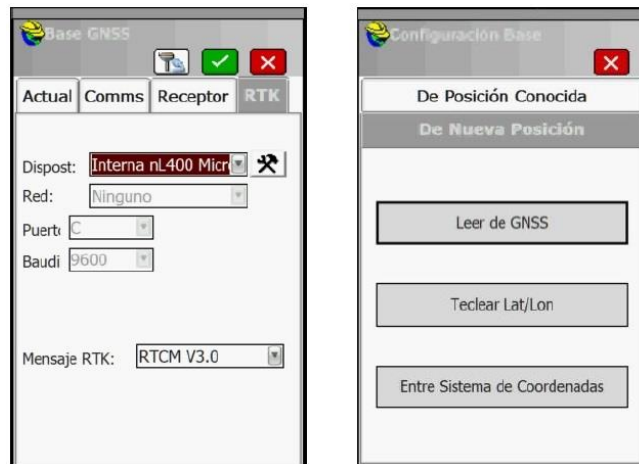 Base GNSS
Actual Comms Receptor RTK
Dispost: Interna nL400 Micr
Red: Ninguno
Puert C
Baudi 9600
Mensaje RTK: RTCM V3.0
Configuración Base
De Posición Conocida
De Nueva Posición
Leer de GNSS
Teclear Lat/Lon
Entre Sistema de Coordenadas